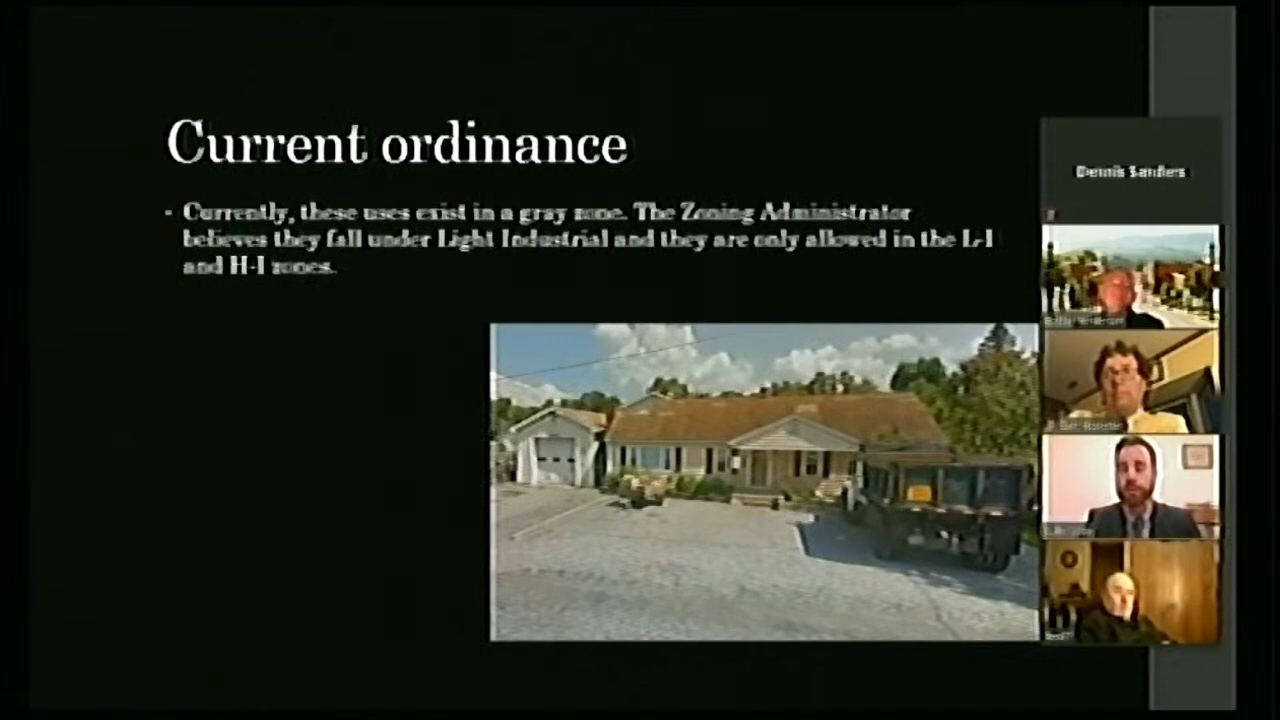 Current ordinance
Currently, these uses exist in a gray zone. The Zoning Administrator
believes they fall under Light Industrial and they are only allowed in the L-I
and H-I zones.
Dennis Sanders